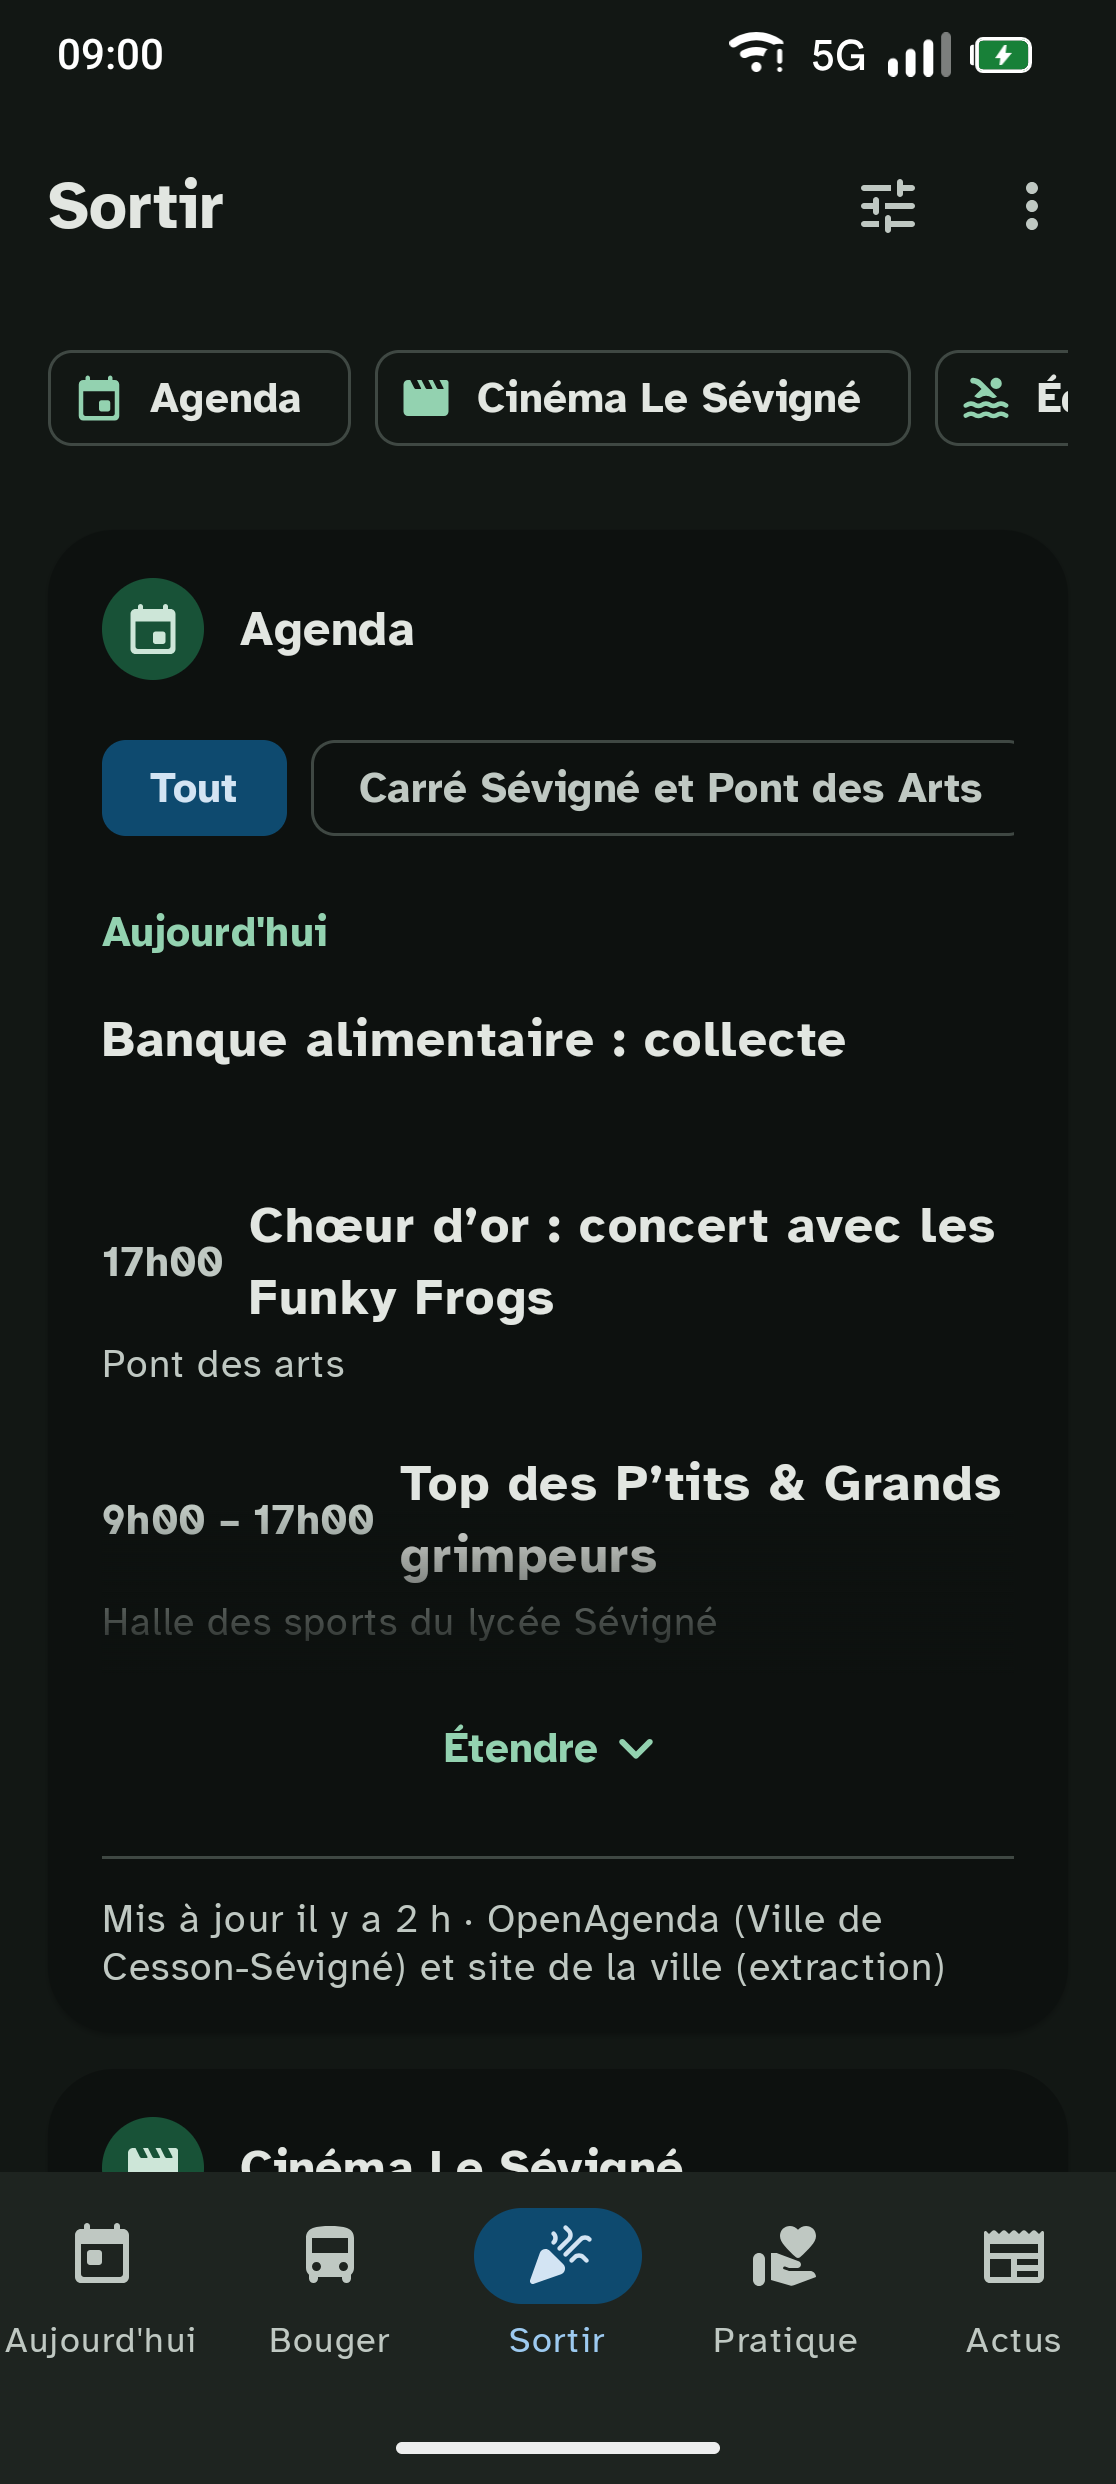 09:00
5G
Sortir
Agenda
Cinéma Le Sévigné
Agenda
Tout
Carré Sévigné et Pont des Arts
Aujourd'hui
Banque alimentaire : collecte
17h00
Chœur d’or : concert avec les
Funky Frogs
Pont des arts
9h00 – 17h00
Top des P’tits & Grands
grimpeurs
Halle des sports du lycée Sévigné
Étendre
Mis à jour il y a 2 h · OpenAgenda (Ville de
Cesson-Sévigné) et site de la ville (extraction)
Cinéma Le Sévigné
Aujourd'hui
Bouger
Sortir
Pratique
Actus